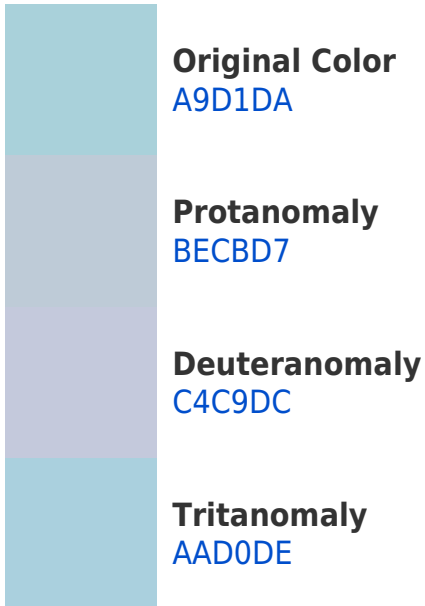 Original Color
A9D1DA
Protanomaly
BECBD7
Deuteranomaly
C4C9DC
Tritanomaly
AAD0DE